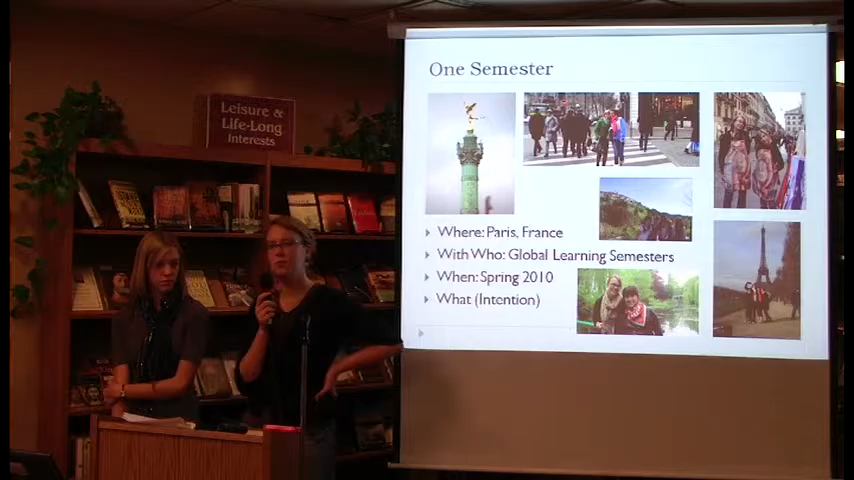 Leisure &
Life-Long
Interests
One Semester
Where: Paris, France
With Who: Global Learning Semesters
When: Spring 2010
What (Intention)